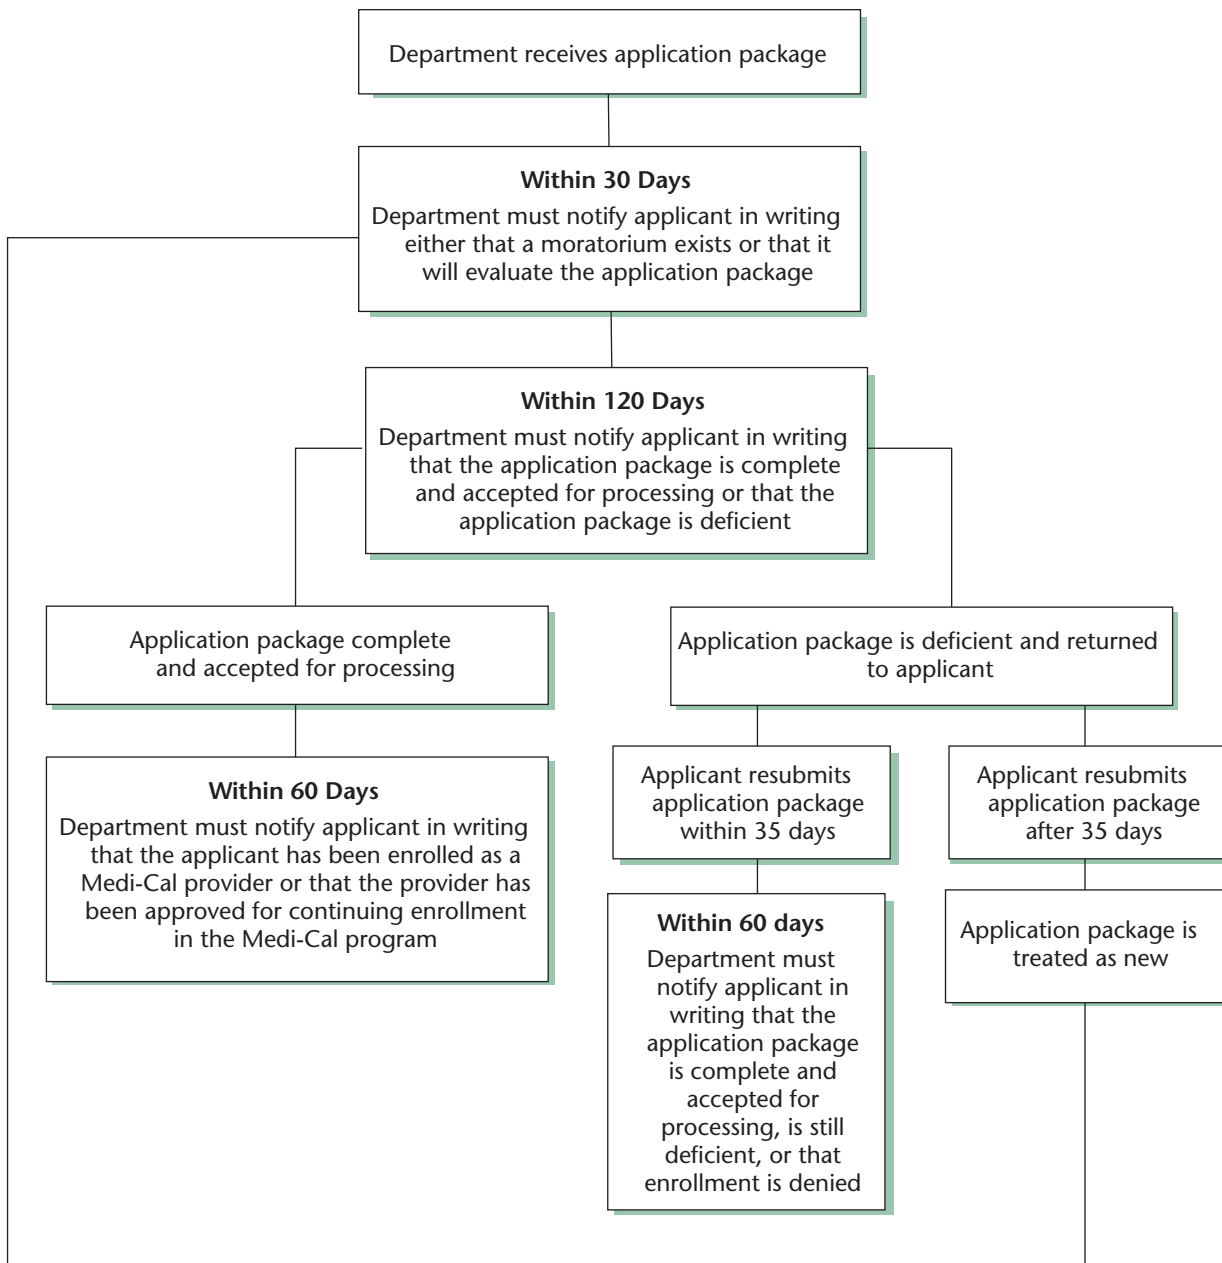 Department receives application package
Within 30 Days
Department must notify applicant in writing
either that a moratorium exists or that it
will evaluate the application package
Within 120 Days
Department must notify applicant in writing
that the application package is complete
and accepted for processing or that the
application package is deficient
Application package complete
and accepted for processing
Application package is deficient and returned
to applicant
Within 60 Days
Department must notify applicant in writing
that the applicant has been enrolled as a
Medi-Cal provider or that the provider has
been approved for continuing enrollment
in the Medi-Cal program
Applicant resubmits
application package
within 35 days
Applicant resubmits
application package
after 35 days
Within 60 days
Department must
notify applicant in
writing that the
application package
is complete and
accepted for
processing, is still
deficient, or that
enrollment is denied
Application package is
treated as new